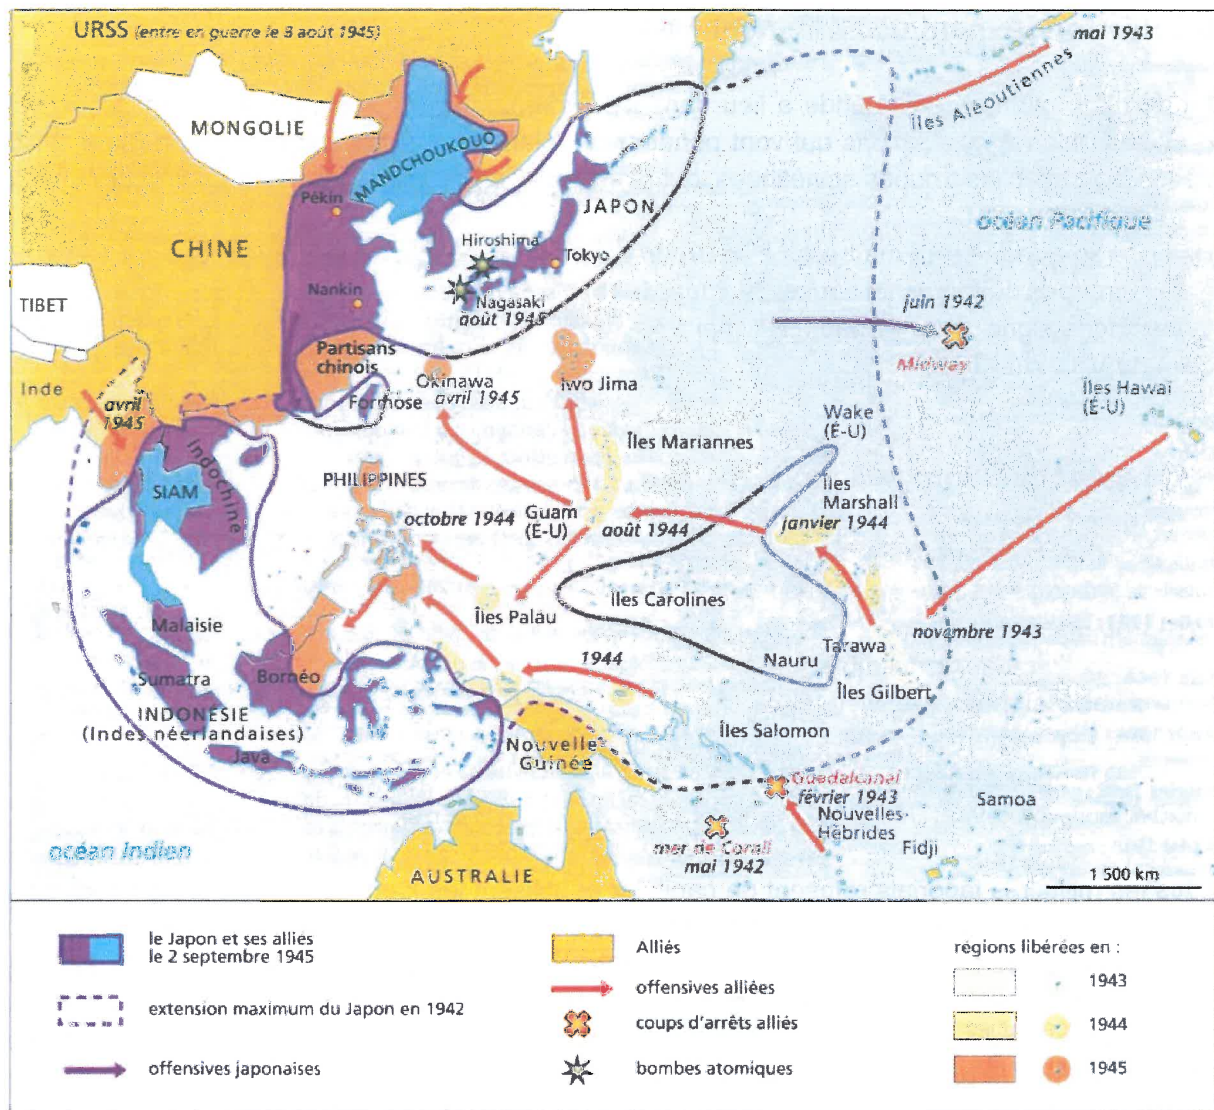 URSS (entre en guerre le 8 août 1945)
mai 1943
Îles Aléoutiennes
MONGOLIE
MANDCHOUKOUO
Pékin
JAPON
océan Pacifique
CHINE
Hiroshima
Tokyo
TIBET
Nankin
Nagasaki
août 1945
juin 1942
Midway
Partisans
chinois
Inde
Okinawa
avril 1945
Iwo Jima
Îles Hawaï
(É-U)
avril
1945
Formose
Wake
(É-U)
Îles Mariannes
Indochine
SIAM
PHILIPPINES
Îles
Marshall
octobre 1944
Guam
(É-U)
août 1944
janvier 1944
Îles Palau
Îles Carolines
Malaisie
Tarawa
novembre 1943
Nauru
1944
Sumatra
Bornéo
Îles Gilbert
INDONÉSIE
(Indes néerlandaises)
Îles Salomon
Java
Nouvelle
Guinée
Guadalcanal
février 1943
Samoa
Nouvelles-
Hébrides
océan Indien
mer de Corail
mai 1942
Fidji
AUSTRALIE
1 500 km
le Japon et ses alliés
le 2 septembre 1945
extension maximum du Japon en 1942
offensives japonaises
Alliés
offensives alliées
coups d'arrêts alliés
bombes atomiques
régions libérées en :
1943
1944
1945